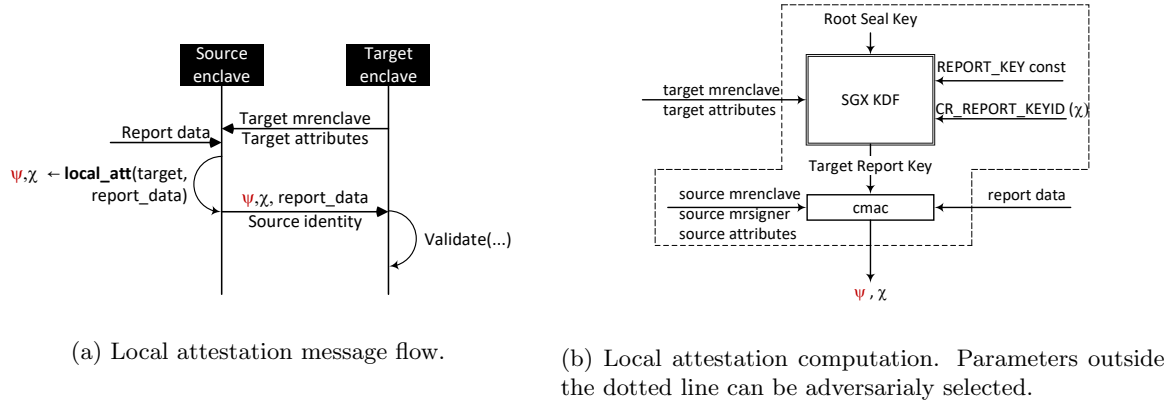 Source
enclave
Target
enclave
Target mrenclave
Target attributes
Report data
ψ,χ ← local_att(target,
report_data)
ψ,χ, report_data
Source identity
Validate(...)
(a) Local attestation message flow.
Root Seal Key
REPORT_KEY const
target mrenclave
target attributes
SGX KDF
CR_REPORT_KEYID (χ)
Target Report Key
source mrenclave
source mrsigner
source attributes
cmac
report data
ψ , χ
(b) Local attestation computation. Parameters outside
the dotted line can be adversarialy selected.